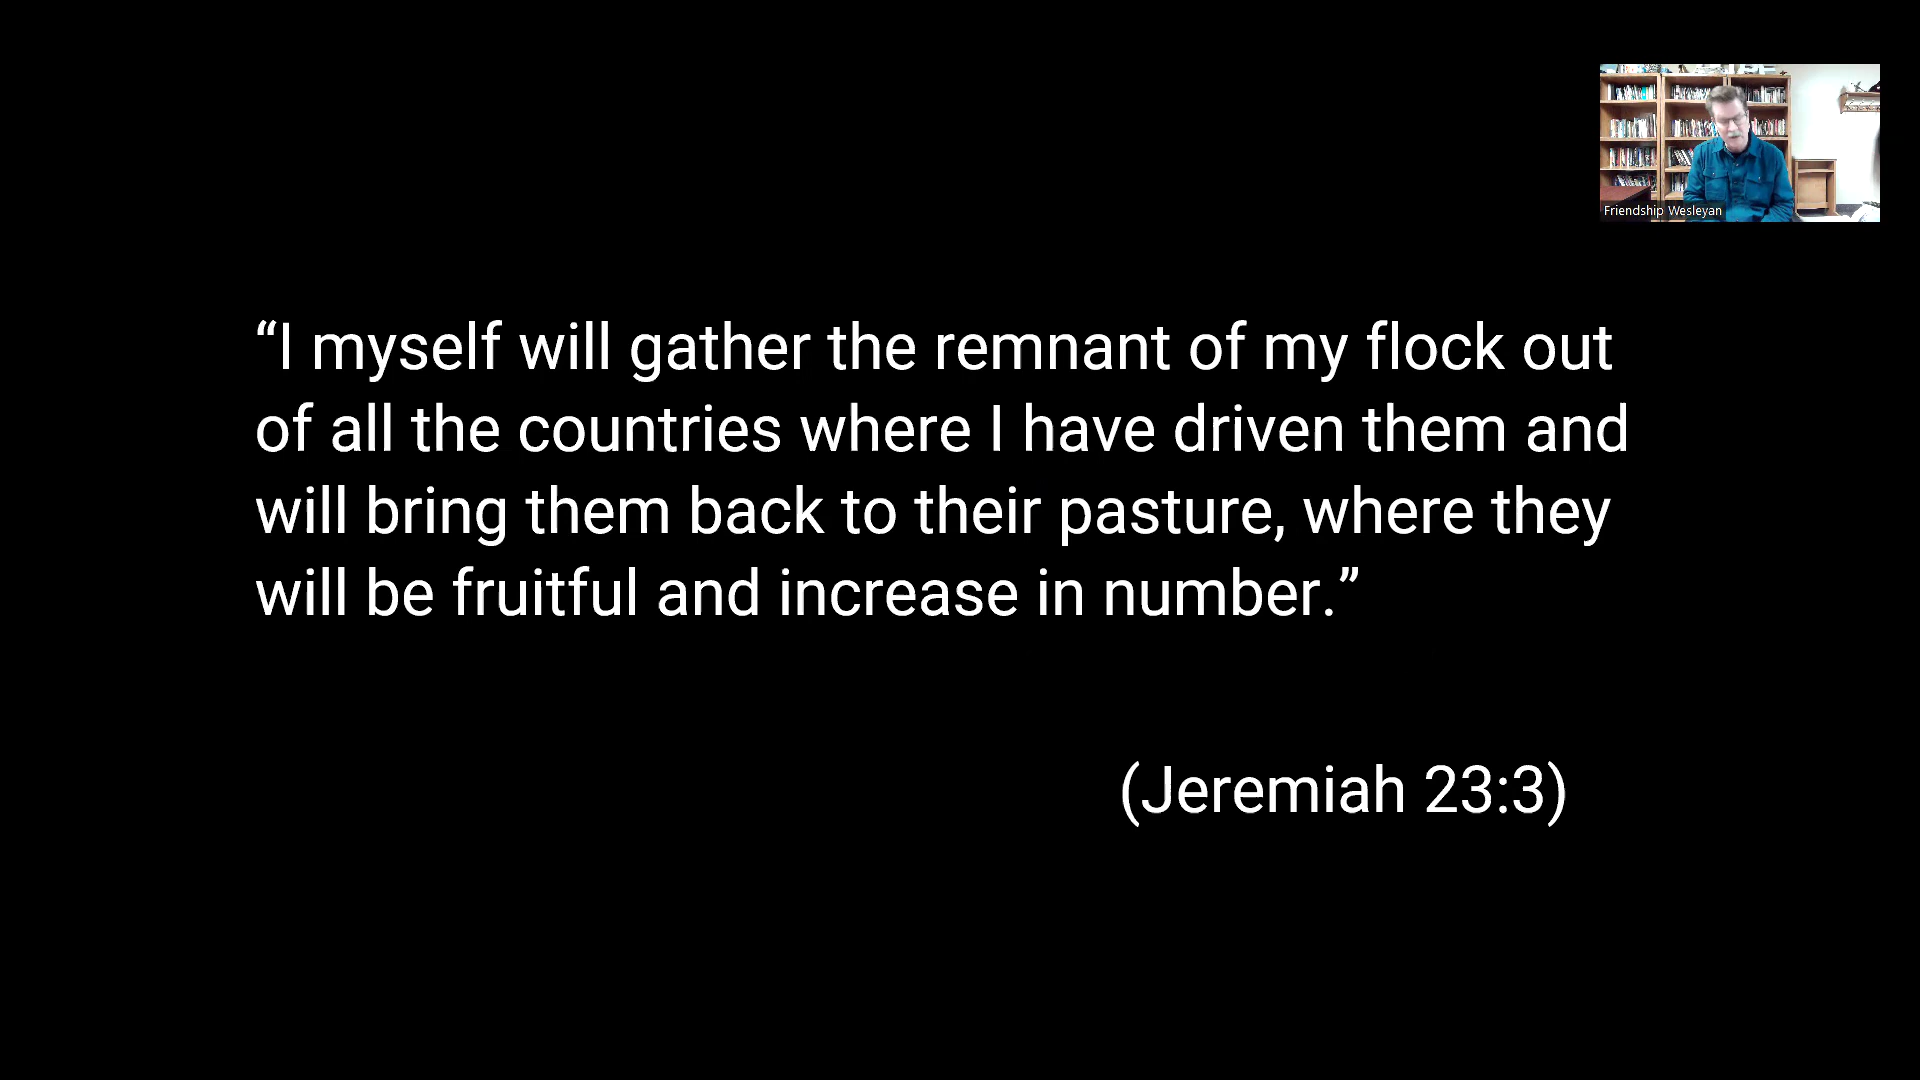 Friendship Wesleyan
“I myself will gather the remnant of my flock out
of all the countries where I have driven them and
will bring them back to their pasture, where they
will be fruitful and increase in number.”
(Jeremiah 23:3)